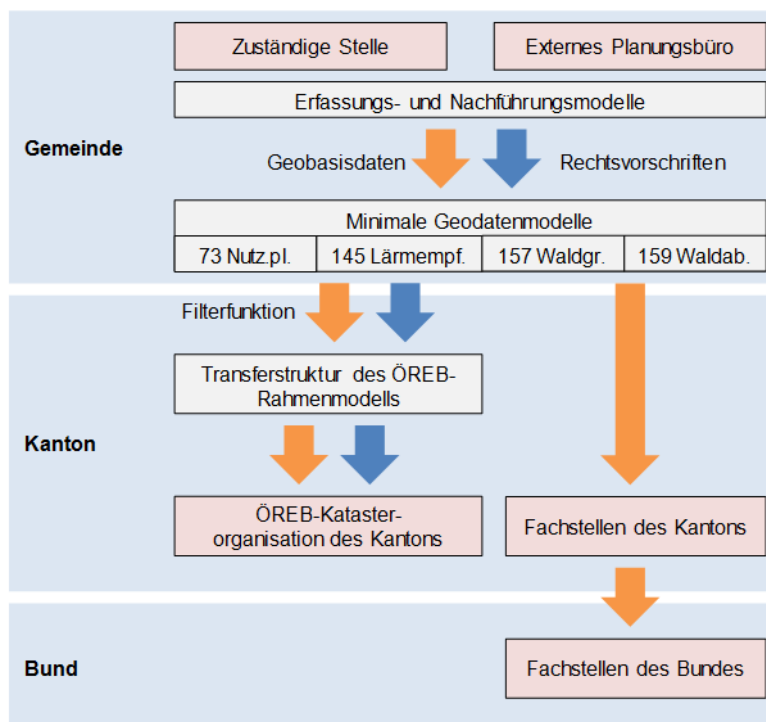 Zuständige Stelle
Externes Planungsbüro
Erfassungs- und Nachführungsmodelle
Gemeinde
Geobasisdaten
Rechtsvorschriften
Minimale Geodatenmodelle
73 Nutz.pl.
145 Lärmempf.
157 Waldgr.
159 Waldab.
Filterfunktion
Transferstruktur des ÖREB-
Rahmenmodells
Kanton
ÖREB-Kataster-
organisation des Kantons
Fachstellen des Kantons
Bund
Fachstellen des Bundes